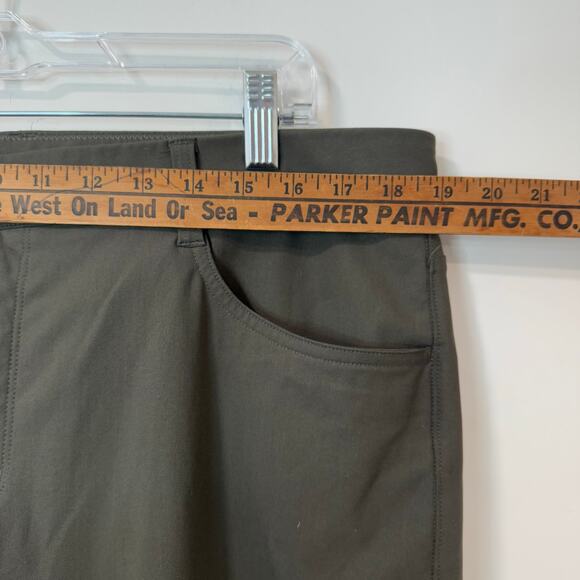 11 12 13 14 15 16 17 18 19 20 21
West On Land Or Sea - PARKER PAINT MFG. CO.,